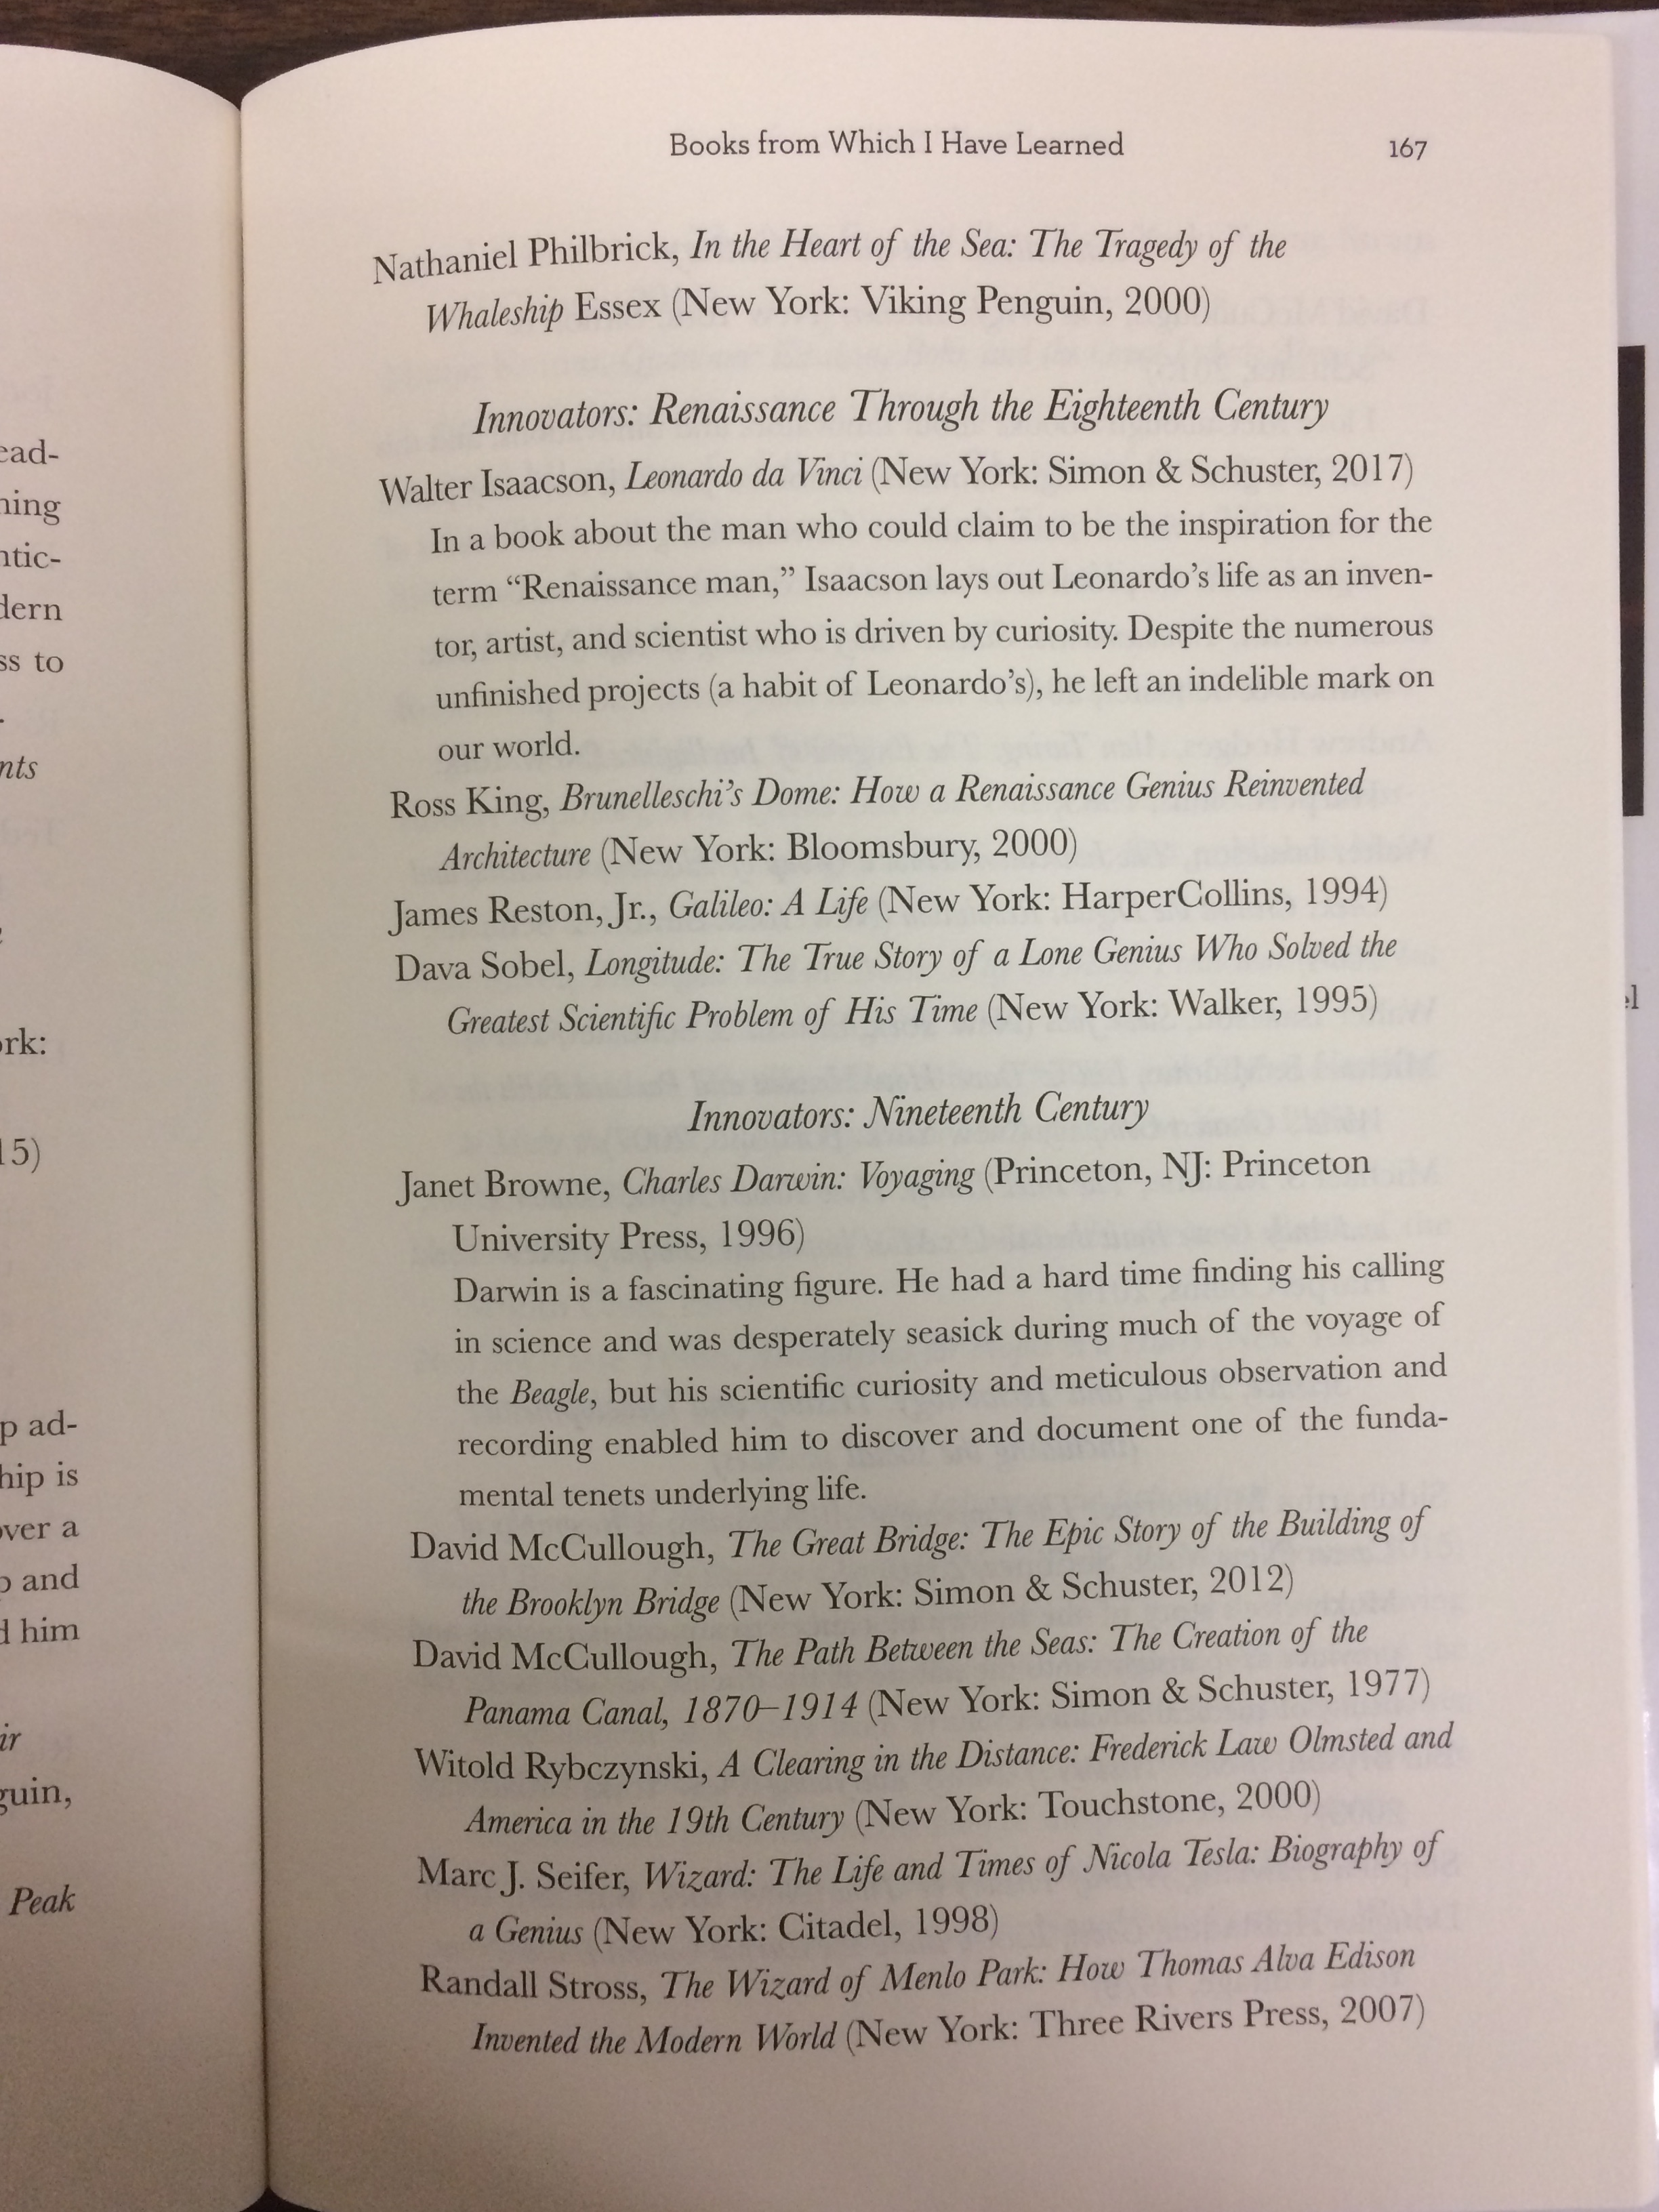 Books from Which I Have Learned 167
Nathaniel Philbrick, In the Heart of the Sea: The Tragedy of the
Whaleship Essex (New York: Viking Penguin, 2000)
Innovators: Renaissance Through the Eighteenth Century
Walter Isaacson, Leonardo da Vinci (New York: Simon & Schuster, 2017)
In a book about the man who could claim to be the inspiration for the
term “Renaissance man,” Isaacson lays out Leonardo’s life as an inven-
tor, artist, and scientist who is driven by curiosity. Despite the numerous
unfinished projects (a habit of Leonardo’s), he left an indelible mark on
our world.
Ross King, Brunelleschi’s Dome: How a Renaissance Genius Reinvented
Architecture (New York: Bloomsbury, 2000)
James Reston, Jr., Galileo: A Life (New York: HarperCollins, 1994)
Dava Sobel, Longitude: The True Story of a Lone Genius Who Solved the
Greatest Scientific Problem of His Time (New York: Walker, 1995)
Innovators: Nineteenth Century
Janet Browne, Charles Darwin: Voyaging (Princeton, NJ: Princeton
University Press, 1996)
Darwin is a fascinating figure. He had a hard time finding his calling
in science and was desperately seasick during much of the voyage of
the Beagle, but his scientific curiosity and meticulous observation and
recording enabled him to discover and document one of the funda-
mental tenets underlying life.
David McCullough, The Great Bridge: The Epic Story of the Building of
the Brooklyn Bridge (New York: Simon & Schuster, 2012)
David McCullough, The Path Between the Seas: The Creation of the
Panama Canal, 1870–1914 (New York: Simon & Schuster, 1977)
Witold Rybczynski, A Clearing in the Distance: Frederick Law Olmsted and
America in the 19th Century (New York: Touchstone, 2000)
Marc J. Seifer, Wizard: The Life and Times of Nicola Tesla: Biography of
a Genius (New York: Citadel, 1998)
Randall Stross, The Wizard of Menlo Park: How Thomas Alva Edison
Invented the Modern World (New York: Three Rivers Press, 2007)